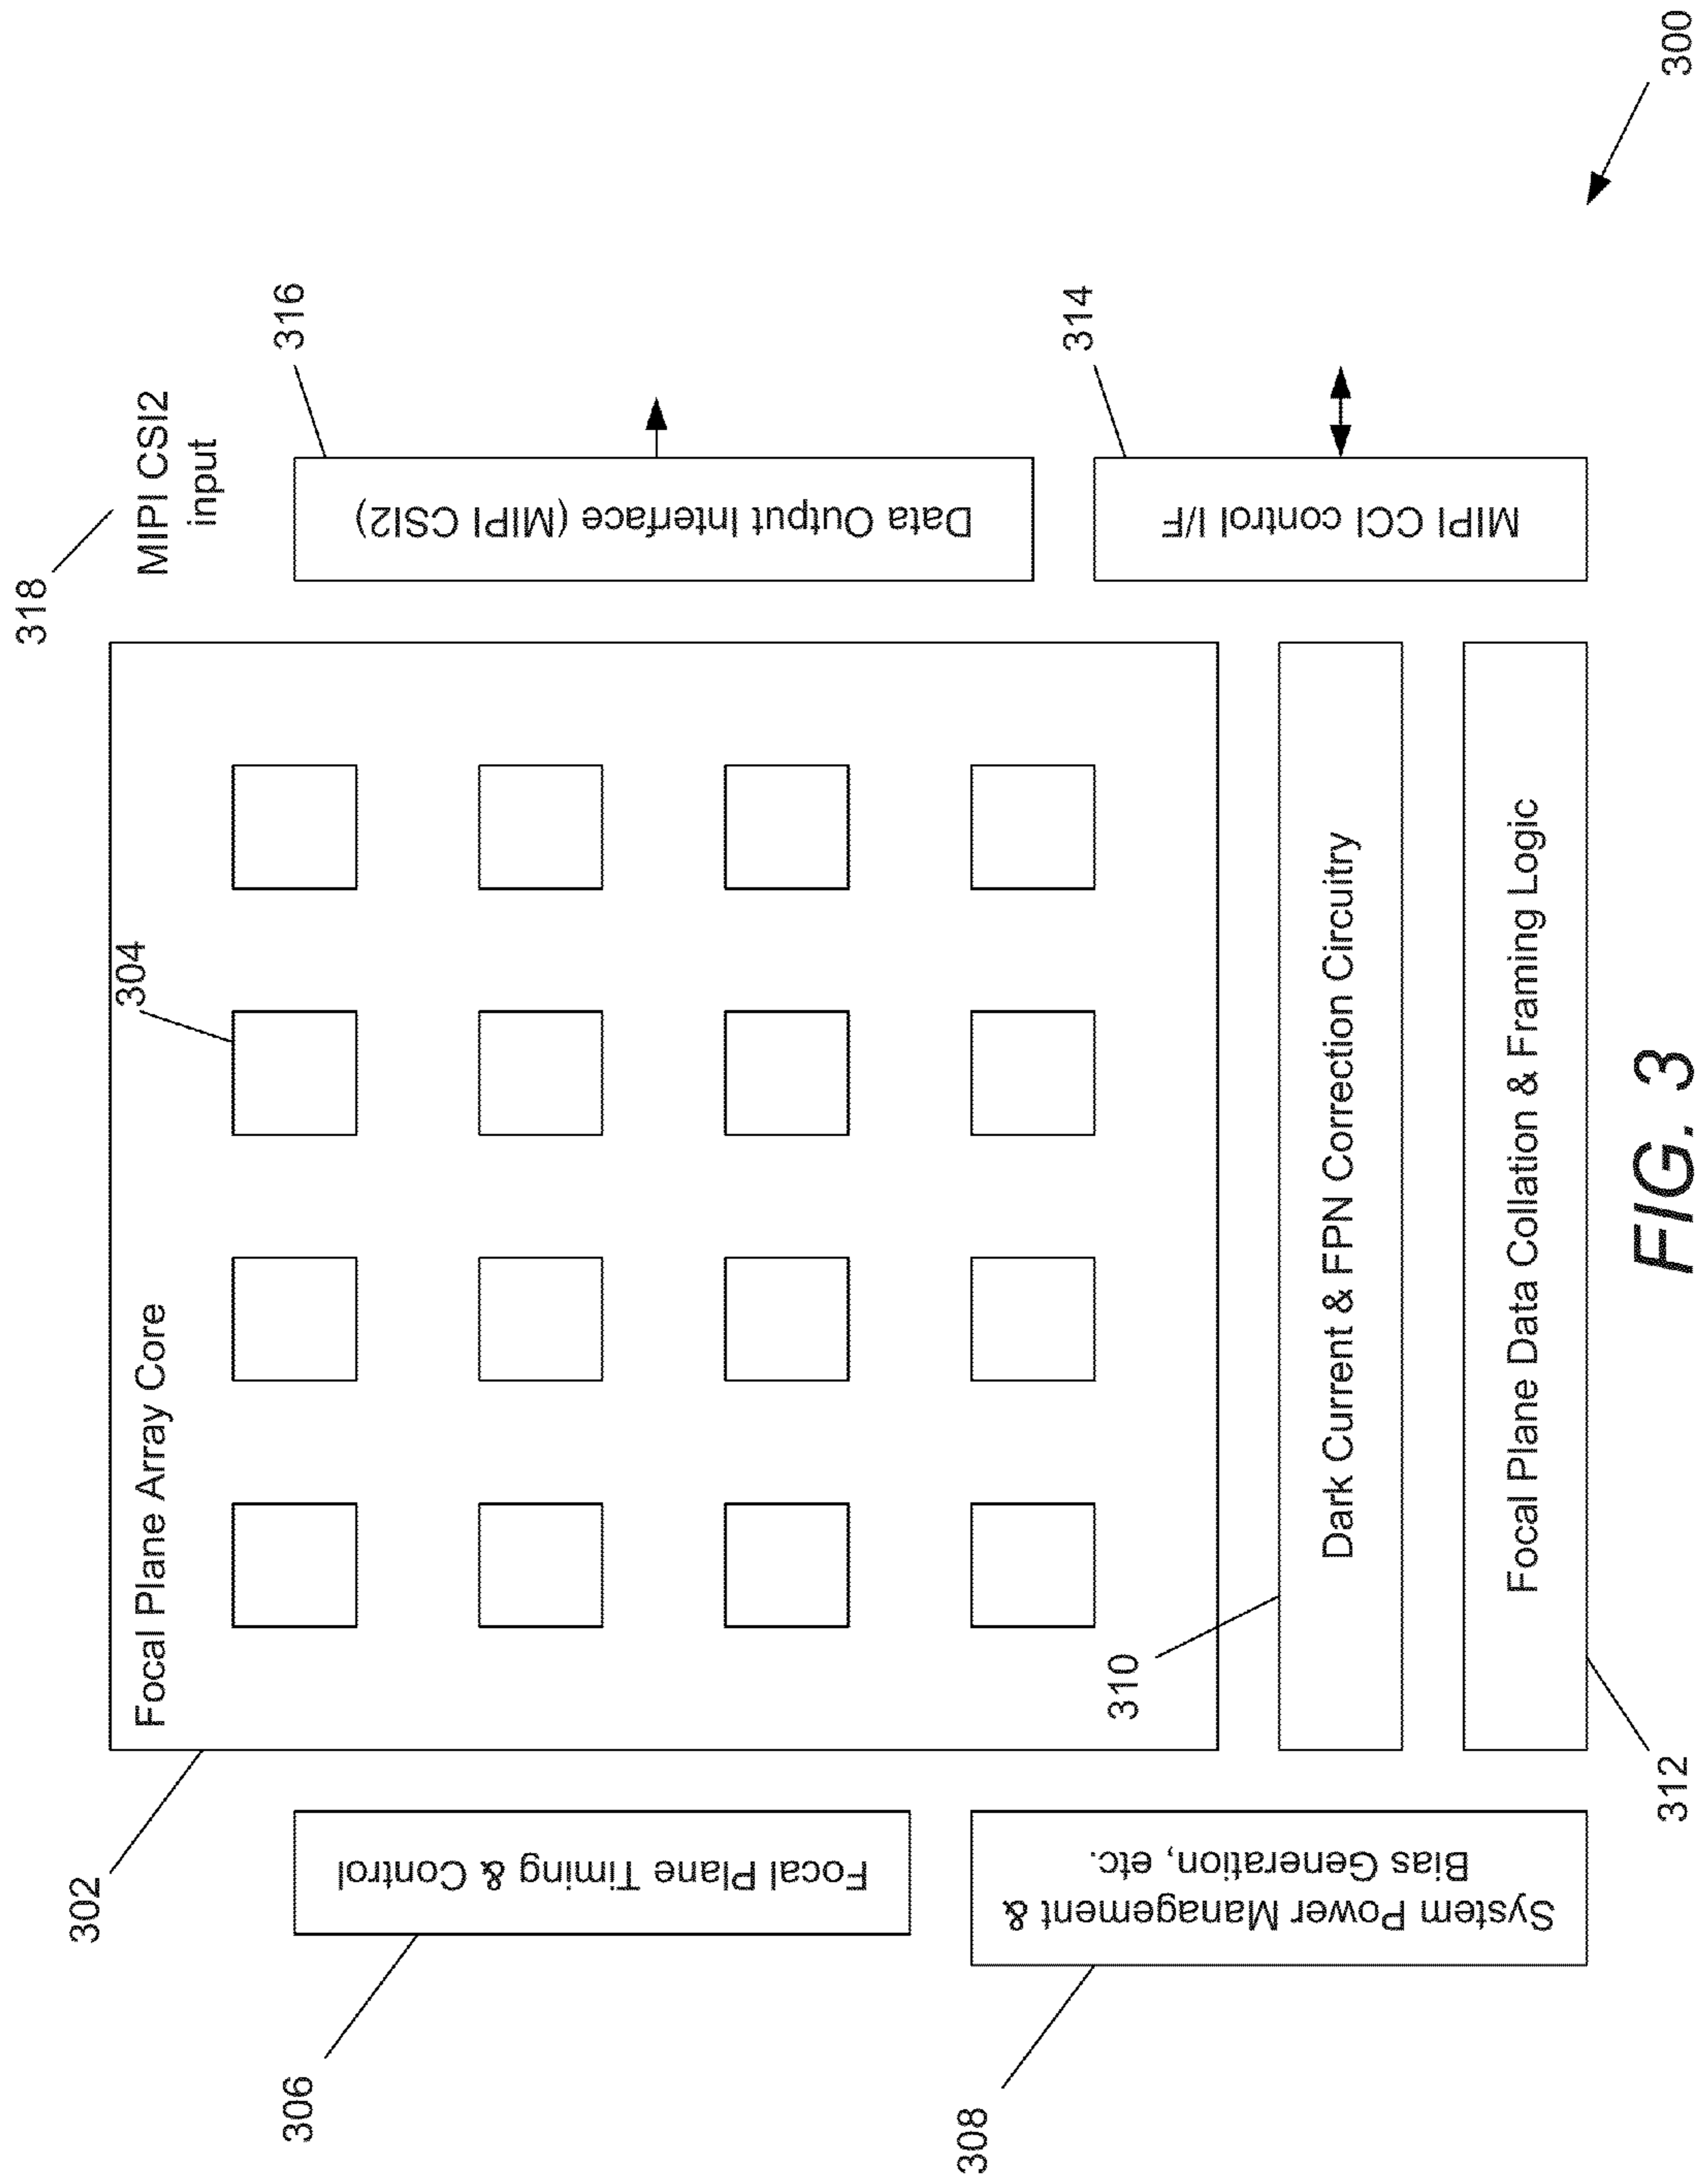 318
MIPI CSI2
input
302
Focal Plane Array Core
304
316
306
Focal Plane Timing & Control
Data Output Interface (MIPI CSI2)
308
System Power Management &
Bias Generation, etc.
310
Dark Current & FPN Correction Circuitry
314
MIPI CCI control I/F
312
Focal Plane Data Collation & Framing Logic
300
FIG. 3